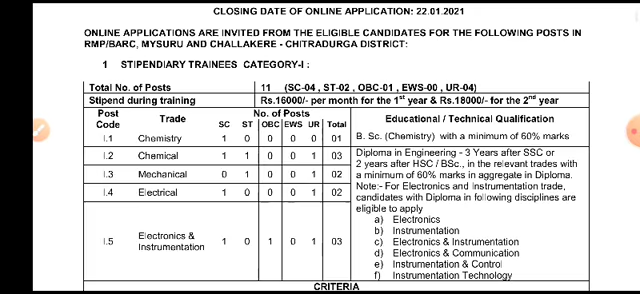 CLOSING DATE OF ONLINE APPLICATION: 22.01.2021
ONLINE APPLICATIONS ARE INVITED FROM THE ELIGIBLE CANDIDATES FOR THE FOLLOWING POSTS IN
RMP/BARC, MYSURU AND CHALLAKERE - CHITRADURGA DISTRICT:
1 STIPENDIARY TRAINEES CATEGORY-I :
Total No. of Posts 11 (SC-04 , ST-02 , OBC-01 , EWS-00 , UR-04)
Stipend during training Rs.16000/- per month for the 1st year & Rs.18000/- for the 2nd year
Post Code Trade No. of Posts Educational / Technical Qualification
SC ST OBC EWS UR Total
I.1 Chemistry 1 0 0 0 0 01 B. Sc. (Chemistry) with a minimum of 60% marks
I.2 Chemical 1 1 0 0 1 03 Diploma in Engineering - 3 Years after SSC or
2 years after HSC / BSc., in the relevant trades with
I.3 Mechanical 0 1 0 0 1 02 a minimum of 60% marks in aggregate in Diploma.
I.4 Electrical 1 0 0 0 1 02 Note:- For Electronics and Instrumentation trade,
candidates with Diploma in following disciplines are
eligible to apply
I.5 Electronics & Instrumentation 1 0 1 0 1 03
a) Electronics
b) Instrumentation
c) Electronics & Instrumentation
d) Electronics & Communication
e) Instrumentation & Control
f) Instrumentation Technology
CRITERIA